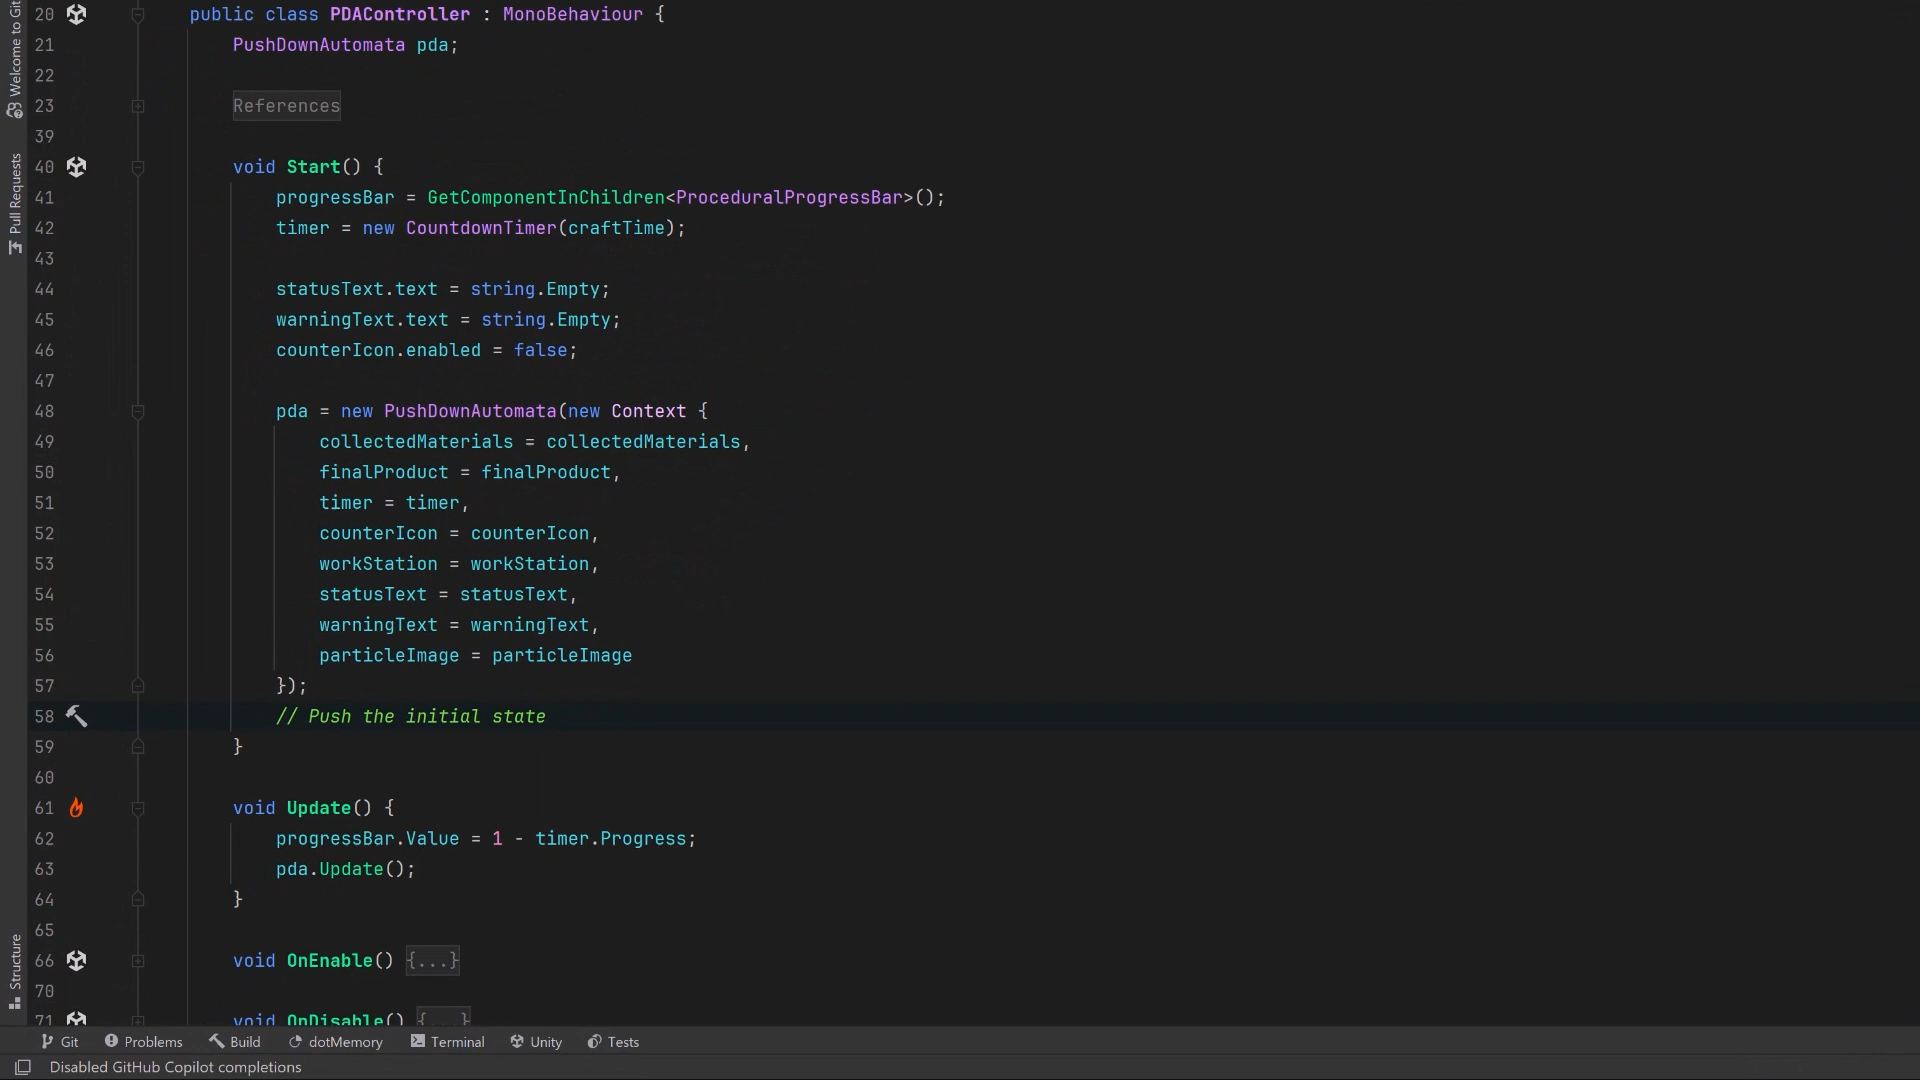 Welcome to Git
Pull Requests
Structure
20 public class PDAController : MonoBehaviour {
21 PushDownAutomata pda;
22
23 References
39
40 void Start() {
41 progressBar = GetComponentInChildren<ProceduralProgressBar>();
42 timer = new CountdownTimer(craftTime);
43
44 statusText.text = string.Empty;
45 warningText.text = string.Empty;
46 counterIcon.enabled = false;
47
48 pda = new PushDownAutomata(new Context {
49 collectedMaterials = collectedMaterials,
50 finalProduct = finalProduct,
51 timer = timer,
52 counterIcon = counterIcon,
53 workStation = workStation,
54 statusText = statusText,
55 warningText = warningText,
56 particleImage = particleImage
57 });
58 // Push the initial state
59 }
60
61 void Update() {
62 progressBar.Value = 1 - timer.Progress;
63 pda.Update();
64 }
65
66 void OnEnable() {...}
70
71 void OnDisable() {...}
Git Problems Build dotMemory Terminal Unity Tests
Disabled GitHub Copilot completions